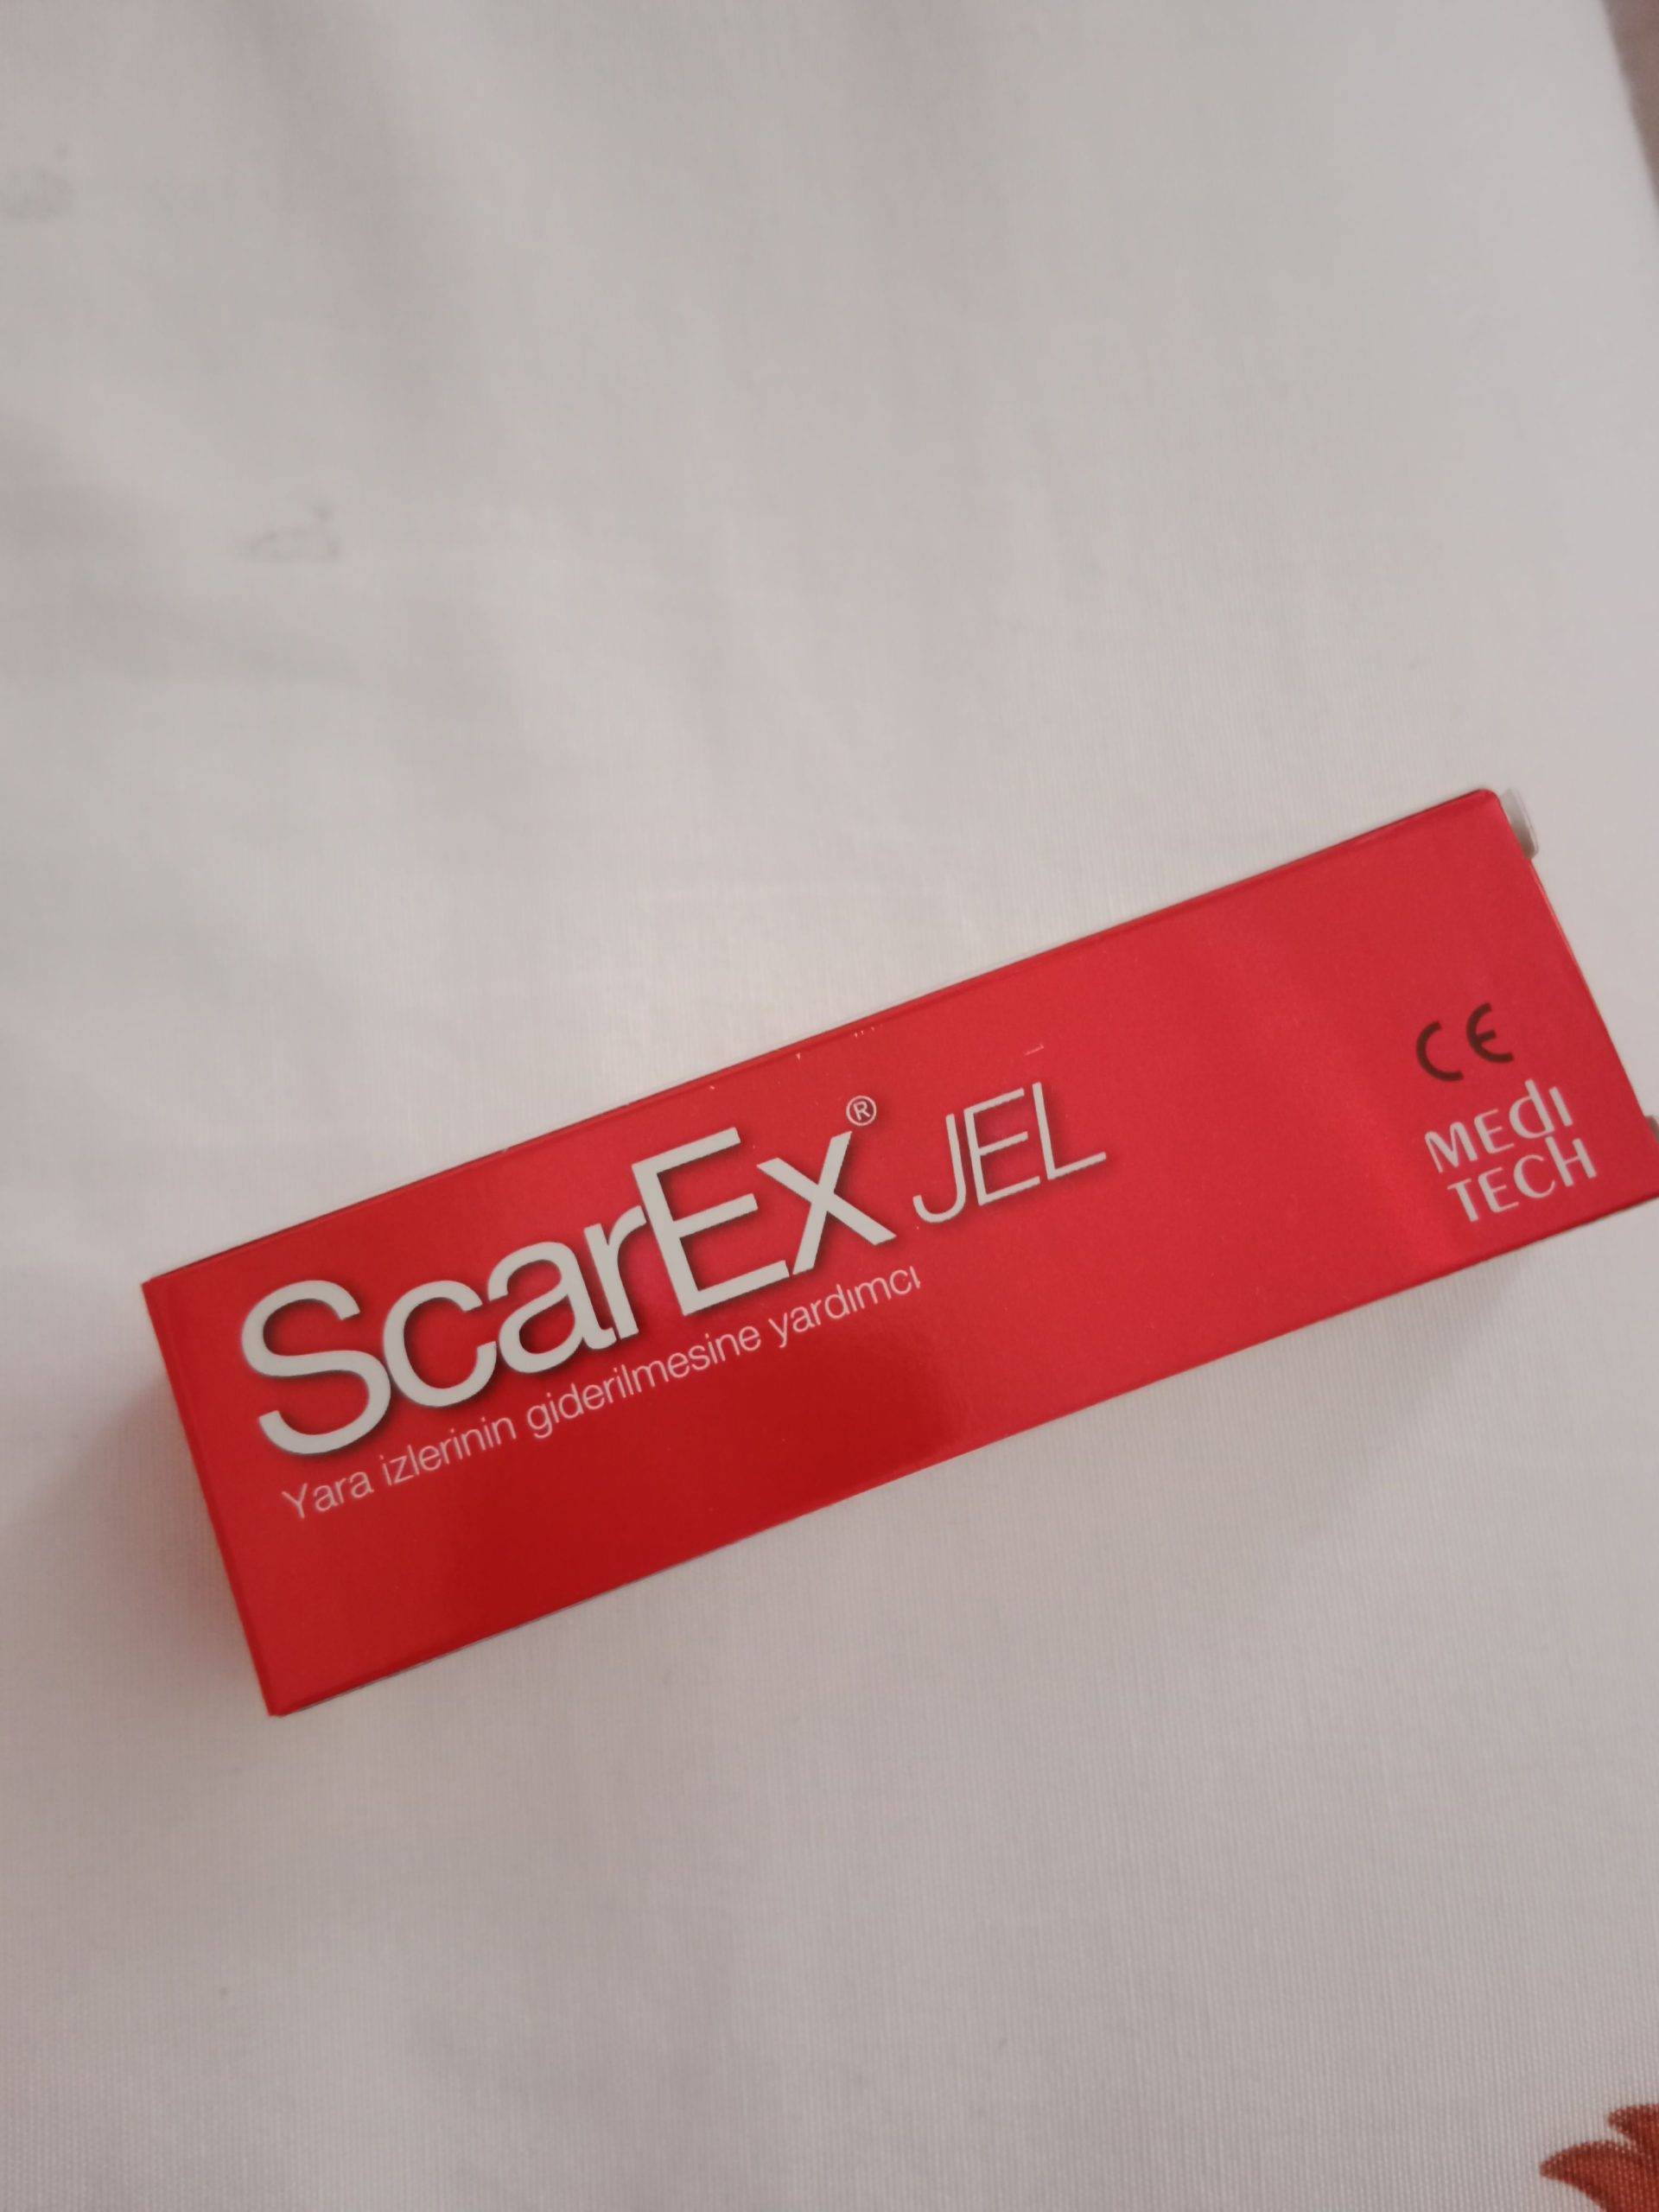 ScarEx® JEL
Yara izlerinin giderilmesine yardımcı
CE
MEdI
TECH